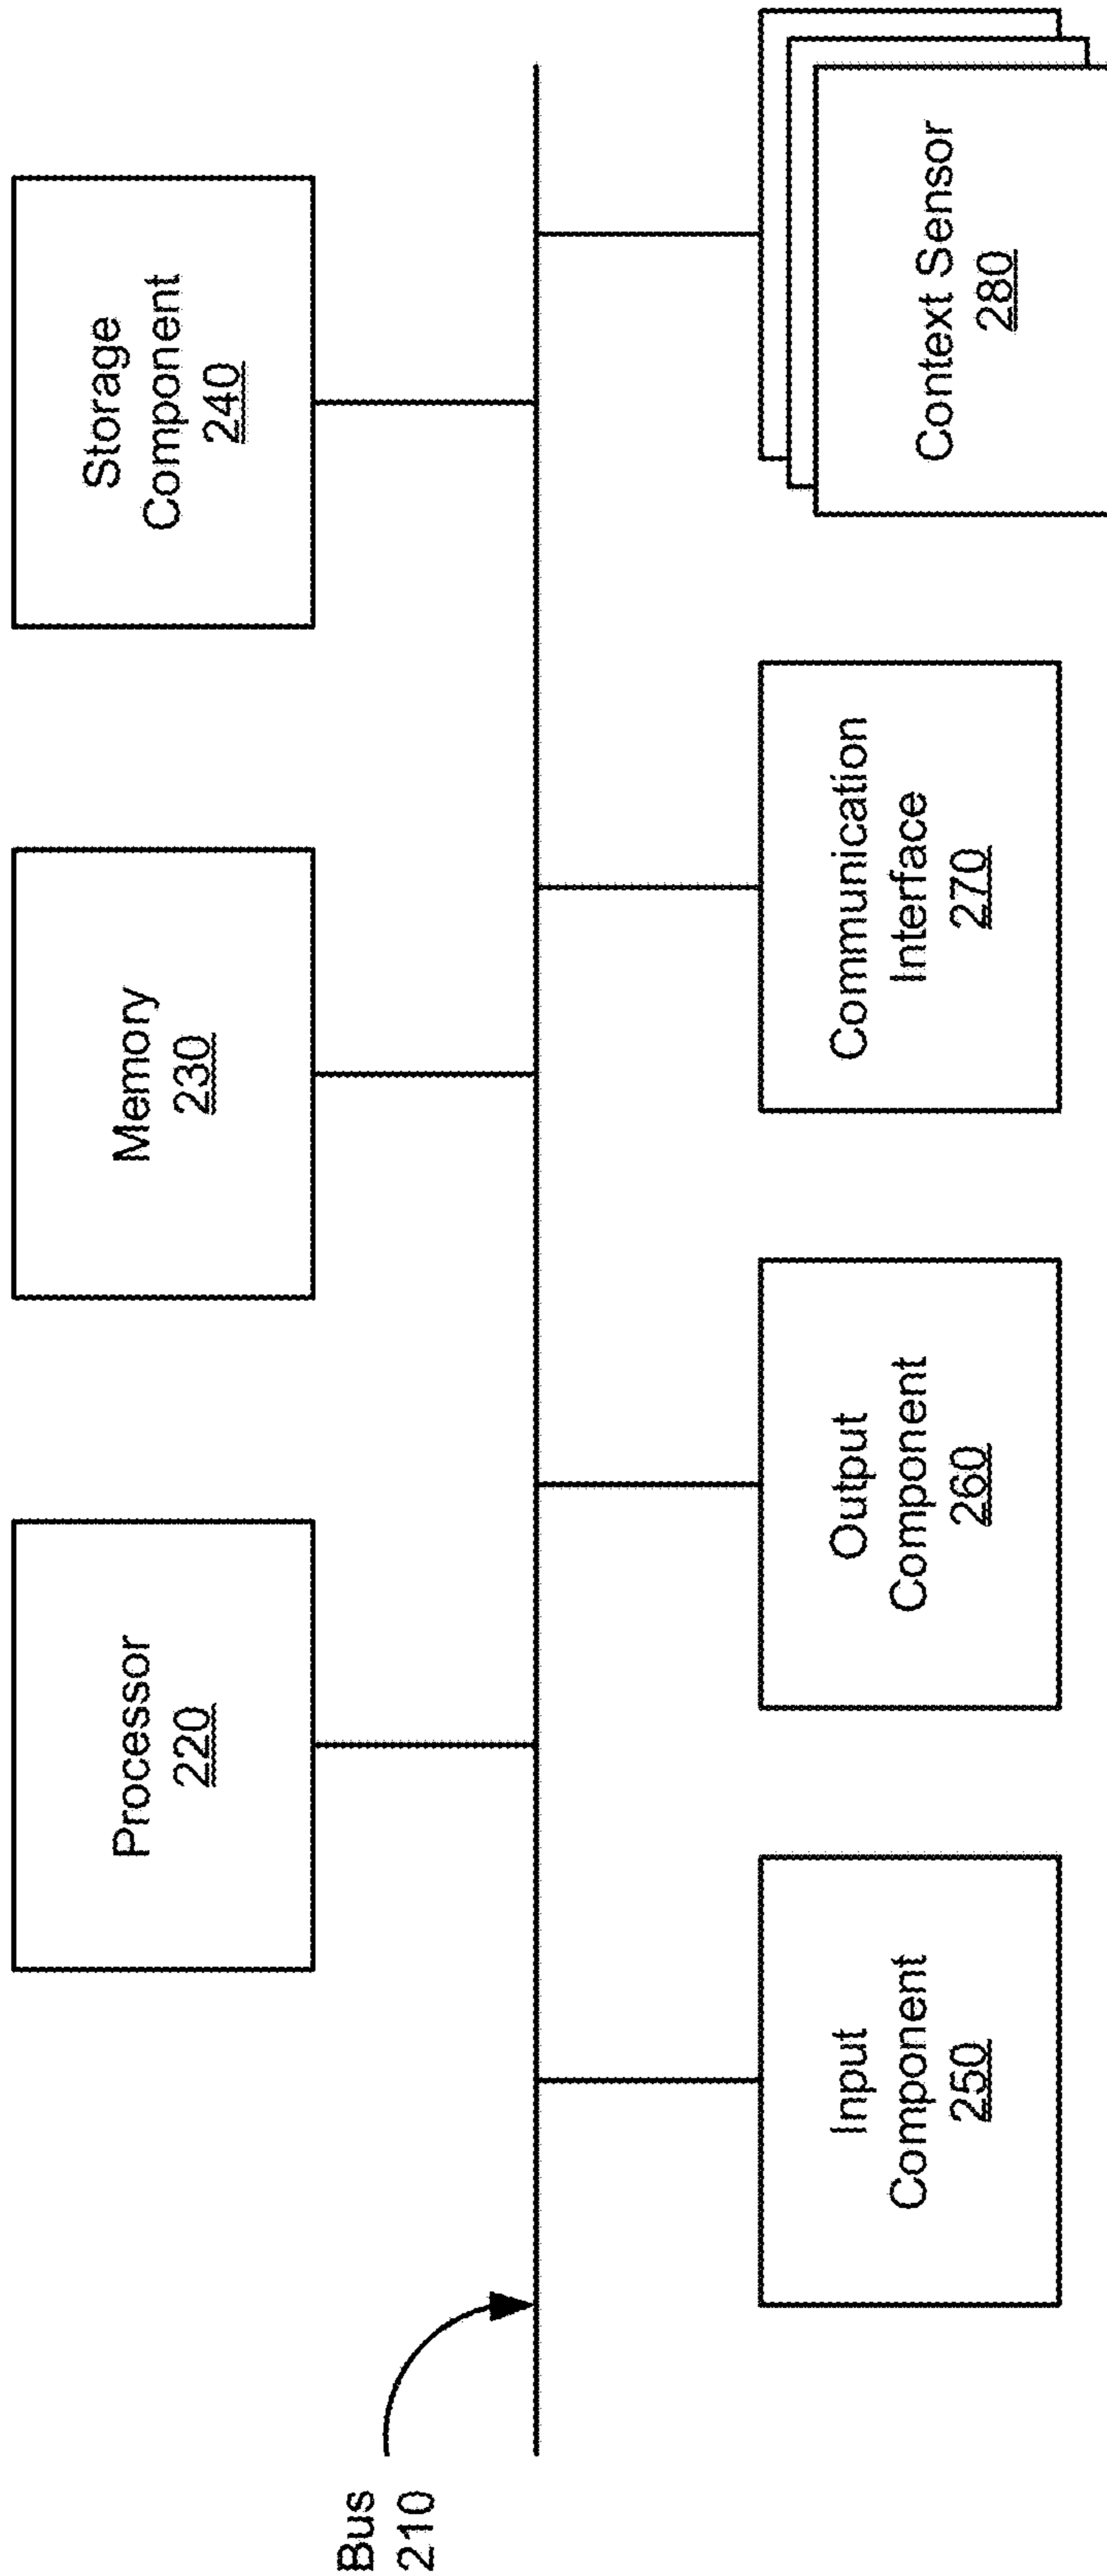 Bus
210
Processor
220
Memory
230
Storage
Component
240
Input
Component
250
Output
Component
260
Communication
Interface
270
Context Sensor
280